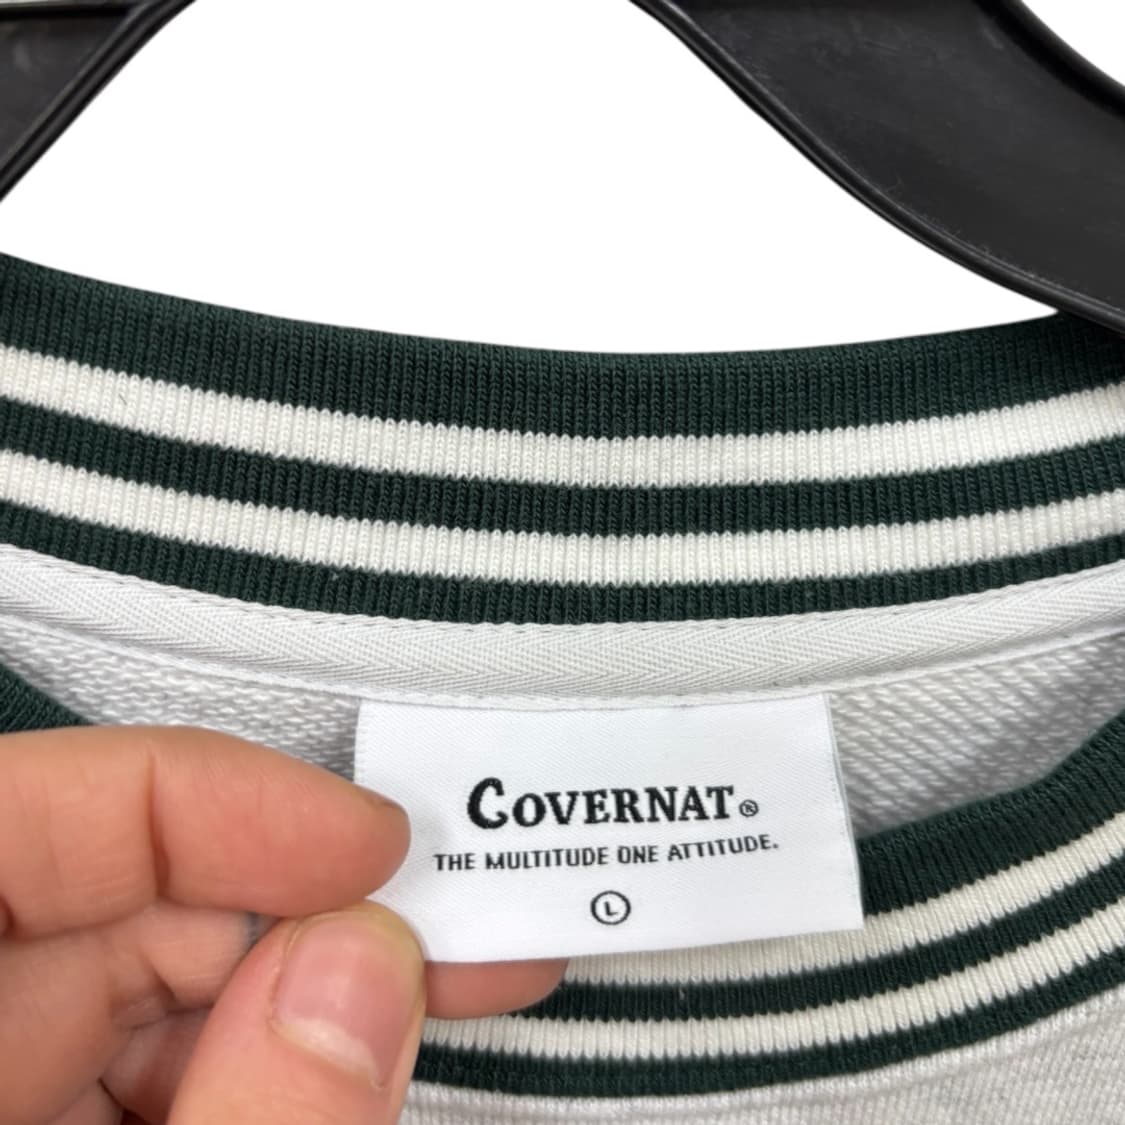 COVERNAT®
THE MULTITUDE ONE ATTITUDE.
L